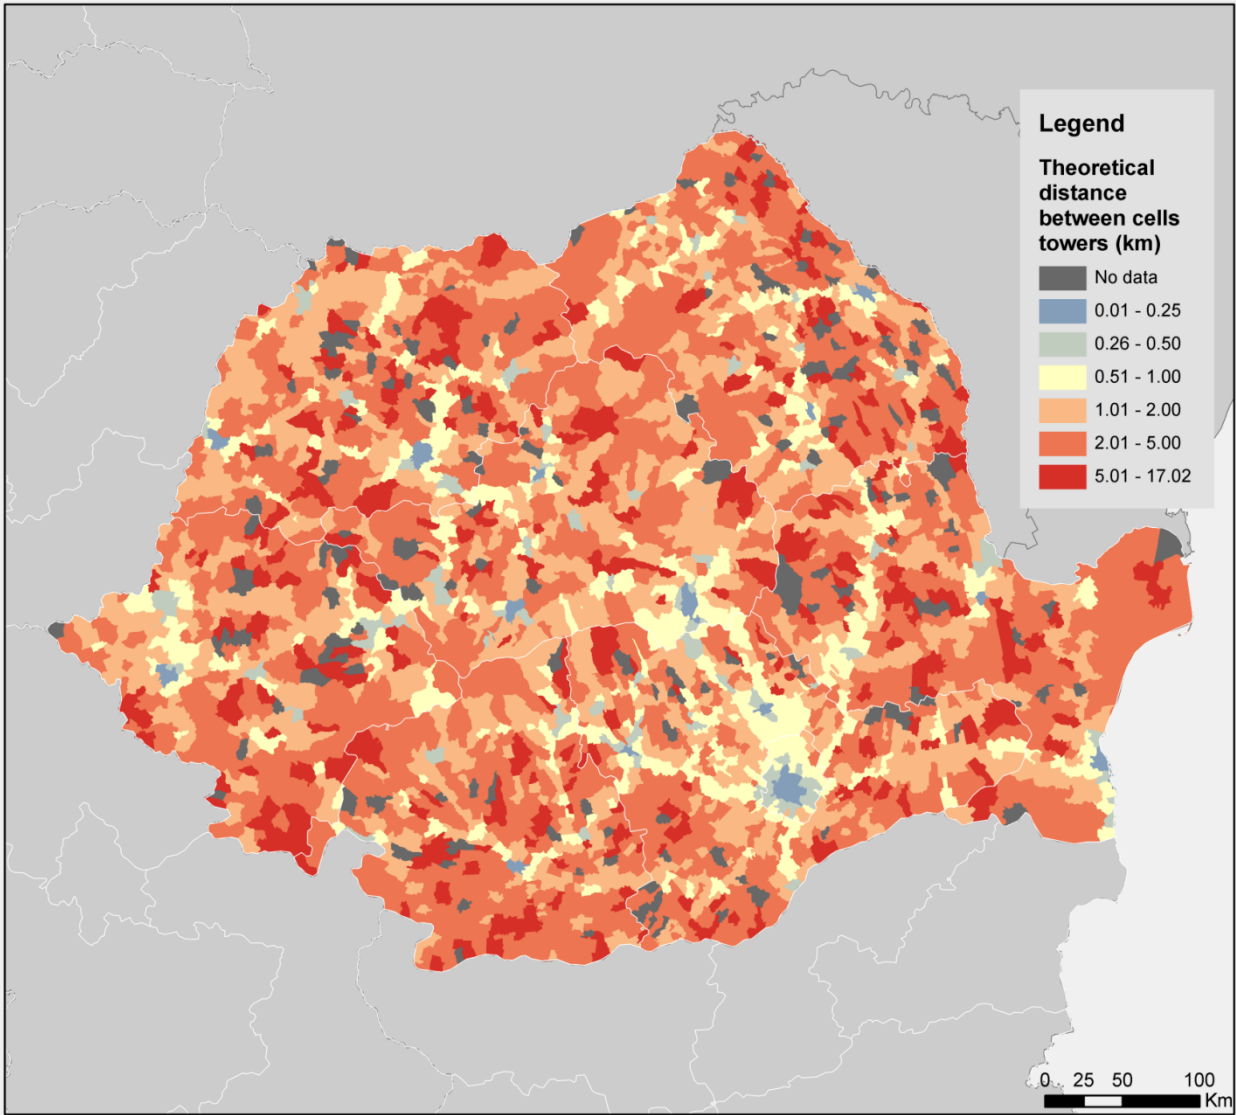 Legend
Theoretical
distance
between cells
towers (km)
No data
0.01 - 0.25
0.26 - 0.50
0.51 - 1.00
1.01 - 2.00
2.01 - 5.00
5.01 - 17.02
0 25 50 100
Km